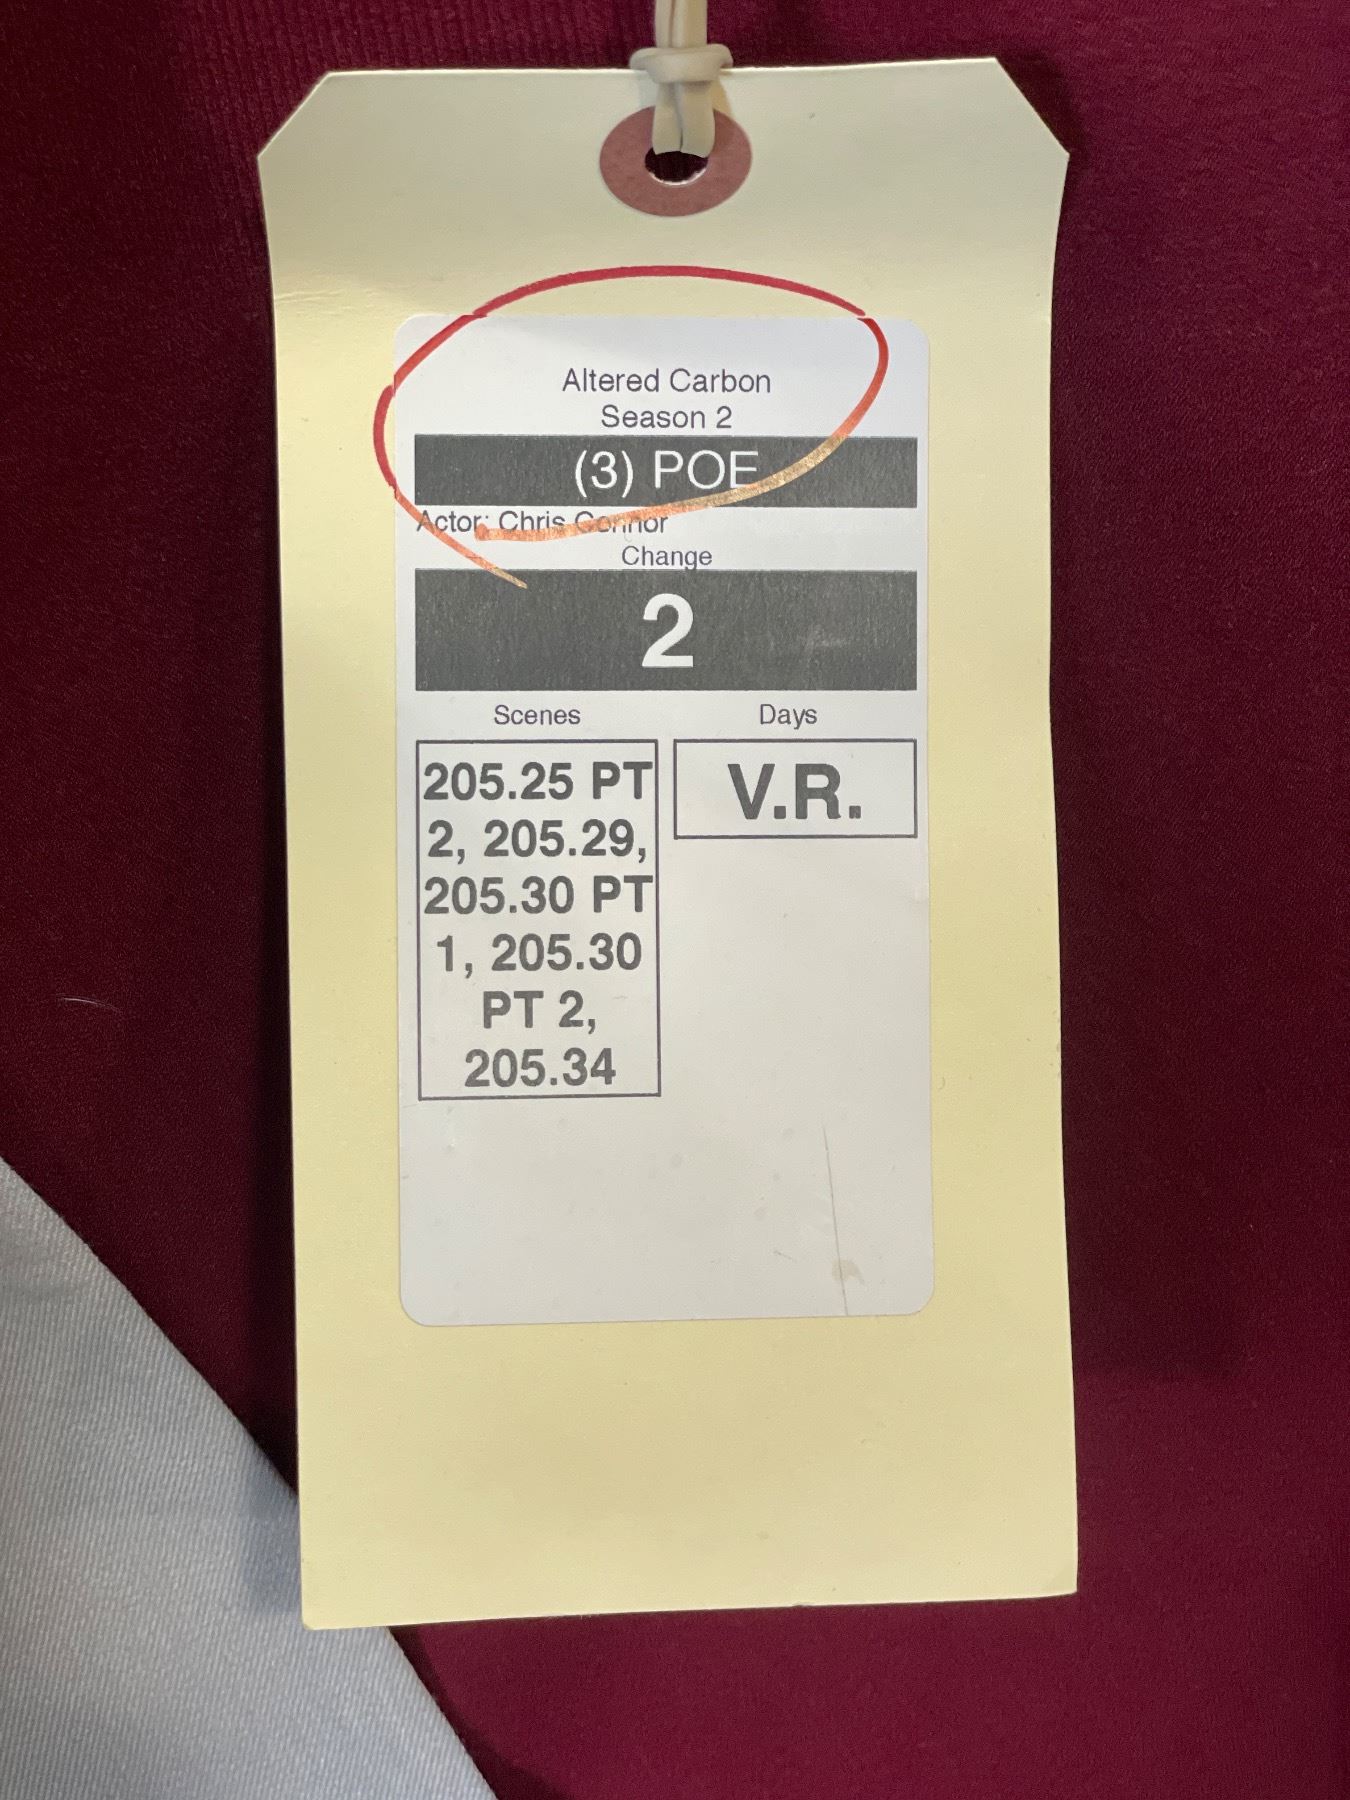 Altered Carbon
Season 2
(3) POE
Actor: Chris Connor
Change
2
Scenes
Days
205.25 PT
2, 205.29,
205.30 PT
1, 205.30
PT 2,
205.34
V.R.